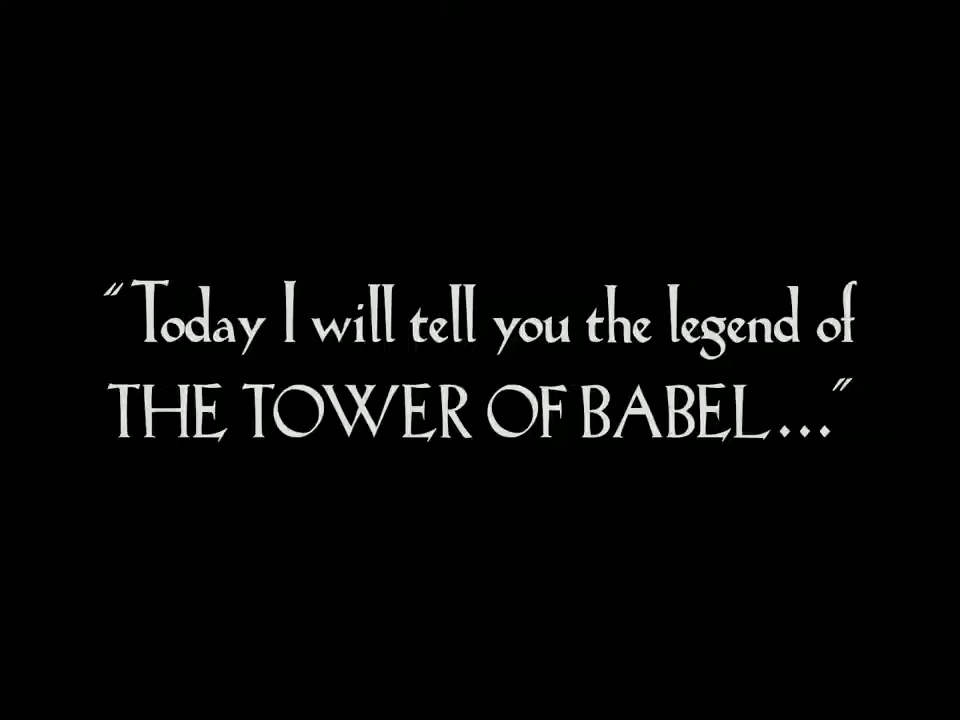 “Today I will tell you the legend of
THE TOWER OF BABEL...”